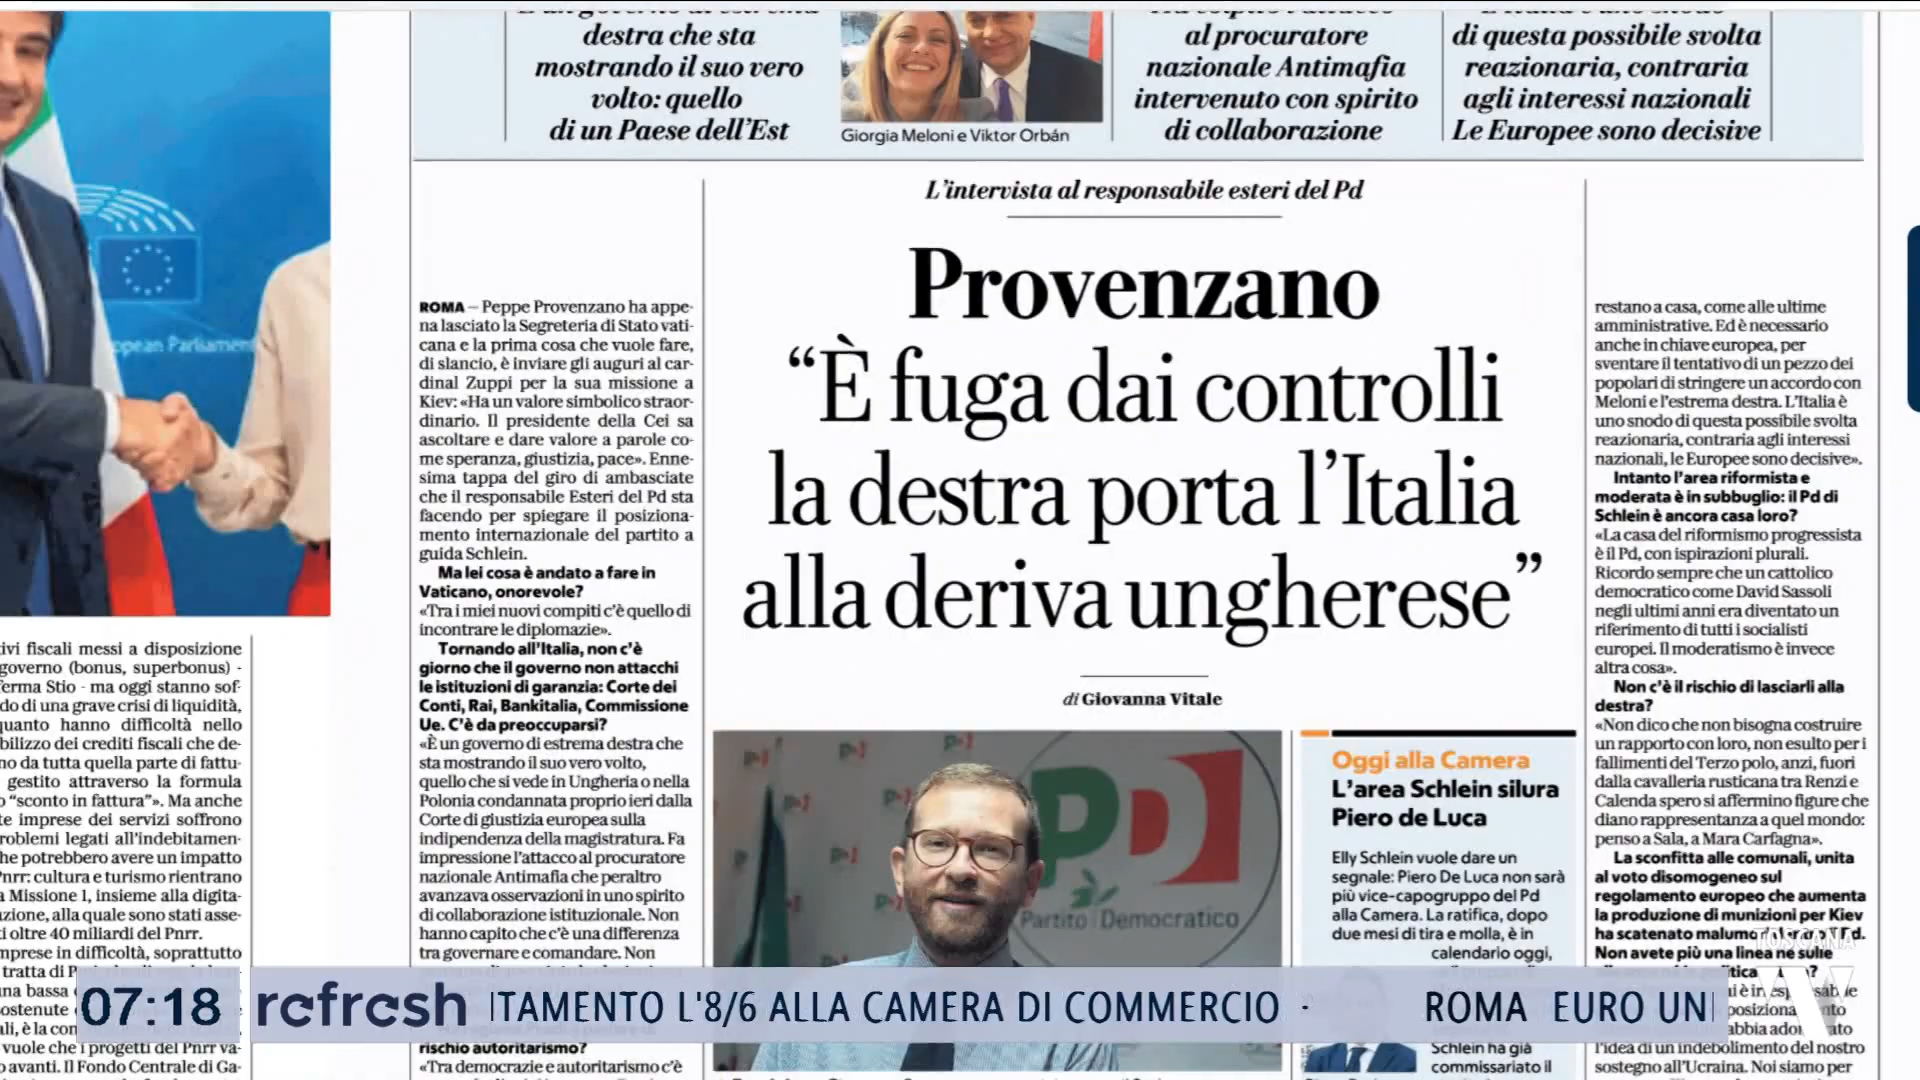 destra che sta
mostrando il suo vero
volto: quello
di un Paese dell'Est
Giorgia Meloni e Viktor Orbán
al procuratore
nazionale Antimafia
intervenuto con spirito
di collaborazione
di questa possibile svolta
reazionaria, contraria
agli interessi nazionali
Le Europee sono decisive
L'intervista al responsabile esteri del Pd
Provenzano
“È fuga dai controlli
la destra porta l'Italia
alla deriva ungherese”
di Giovanna Vitale
ROMA – Peppe Provenzano ha appe-
na lasciato la Segreteria di Stato vati-
cana e la prima cosa che vuole fare,
di slancio, è inviare gli auguri al car-
dinal Zuppi per la sua missione a
Kiev: «Ha un valore simbolico straor-
dinario. Il presidente della Cei sa
ascoltare e dare valore a parole co-
me speranza, giustizia, pace». Enne-
sima tappa del giro di ambasciate
che il responsabile Esteri del Pd sta
facendo per spiegare il posiziona-
mento internazionale del partito a
guida Schlein.
Ma lei cosa è andato a fare in
Vaticano, onorevole?
«Tra i miei nuovi compiti c'è quello di
incontrare le diplomazie».
Tornando all'Italia, non c'è
giorno che il governo non attacchi
le istituzioni di garanzia: Corte dei
Conti, Rai, Bankitalia, Commissione
Ue. C'è da preoccuparsi?
«È un governo di estrema destra che
sta mostrando il suo vero volto,
quello che si vede in Ungheria o nella
Polonia condannata proprio ieri dalla
Corte di giustizia europea sulla
indipendenza della magistratura. Fa
impressione l'attacco al procuratore
nazionale Antimafia che peraltro
avanzava osservazioni in uno spirito
di collaborazione istituzionale. Non
hanno capito che c'è una differenza
tra governare e comandare. Non
rischio autoritarismo?
«Tra democrazie e autoritarismo c'è
restano a casa, come alle ultime
amministrative. Ed è necessario
anche in chiave europea, per
sventare il tentativo di un pezzo dei
popolari di stringere un accordo con
Meloni e l'estrema destra. L'Italia è
uno snodo di questa possibile svolta
reazionaria, contraria agli interessi
nazionali, le Europee sono decisive».
Intanto l'area riformista e
moderata è in subbuglio: il Pd di
Schlein è ancora casa loro?
«La casa del riformismo progressista
è il Pd, con ispirazioni plurali.
Ricordo sempre che un cattolico
democratico come David Sassoli
negli ultimi anni era diventato un
riferimento di tutti i socialisti
europei. Il moderatismo è invece
altra cosa».
Non c'è il rischio di lasciarli alla
destra?
«Non dico che non bisogna costruire
un rapporto con loro, non esulto per i
fallimenti del Terzo polo, anzi, fuori
dalla cavalleria rusticana tra Renzi e
Calenda spero si affermino figure che
diano rappresentanza a quel mondo:
penso a Sala, a Mara Carfagna».
La sconfitta alle comunali, unita
al voto disomogeneo sul
regolamento europeo che aumenta
la produzione di munizioni per Kiev
ha scatenato malumori dentro il Pd.
Non avete più una linea né sulle
l'idea di un indebolimento del nostro
sostegno all'Ucraina. Noi siamo per
Oggi alla Camera
L'area Schlein silura
Piero de Luca
Elly Schlein vuole dare un
segnale: Piero De Luca non sarà
più vice-capogruppo del Pd
alla Camera. La ratifica, dopo
due mesi di tira e molla, è in
calendario oggi,
Schlein ha già
commissariato il
PD
Partito Democratico
European Parliament
tivi fiscali messi a disposizione
governo (bonus, superbonus) -
ferma Stio - ma oggi stanno sof-
do di una grave crisi di liquidità,
quanto hanno difficoltà nello
bilizzo dei crediti fiscali che de-
no da tutta quella parte di fattu-
gestito attraverso la formula
"sconto in fattura"». Ma anche
te imprese dei servizi soffrono
problemi legati all'indebitamen-
he potrebbero avere un impatto
Pnrr: cultura e turismo rientrano
a Missione 1, insieme alla digita-
azione, alla quale sono stati asse-
ti oltre 40 miliardi del Pnrr.
mprese in difficoltà, soprattutto
vuole che i progetti del Pnrr va-
o avanti. Il Fondo Centrale di Ga-
07:18 refresh ITAMENTO L'8/6 ALLA CAMERA DI COMMERCIO - ROMA EURO UNI
TOSCANA
TV